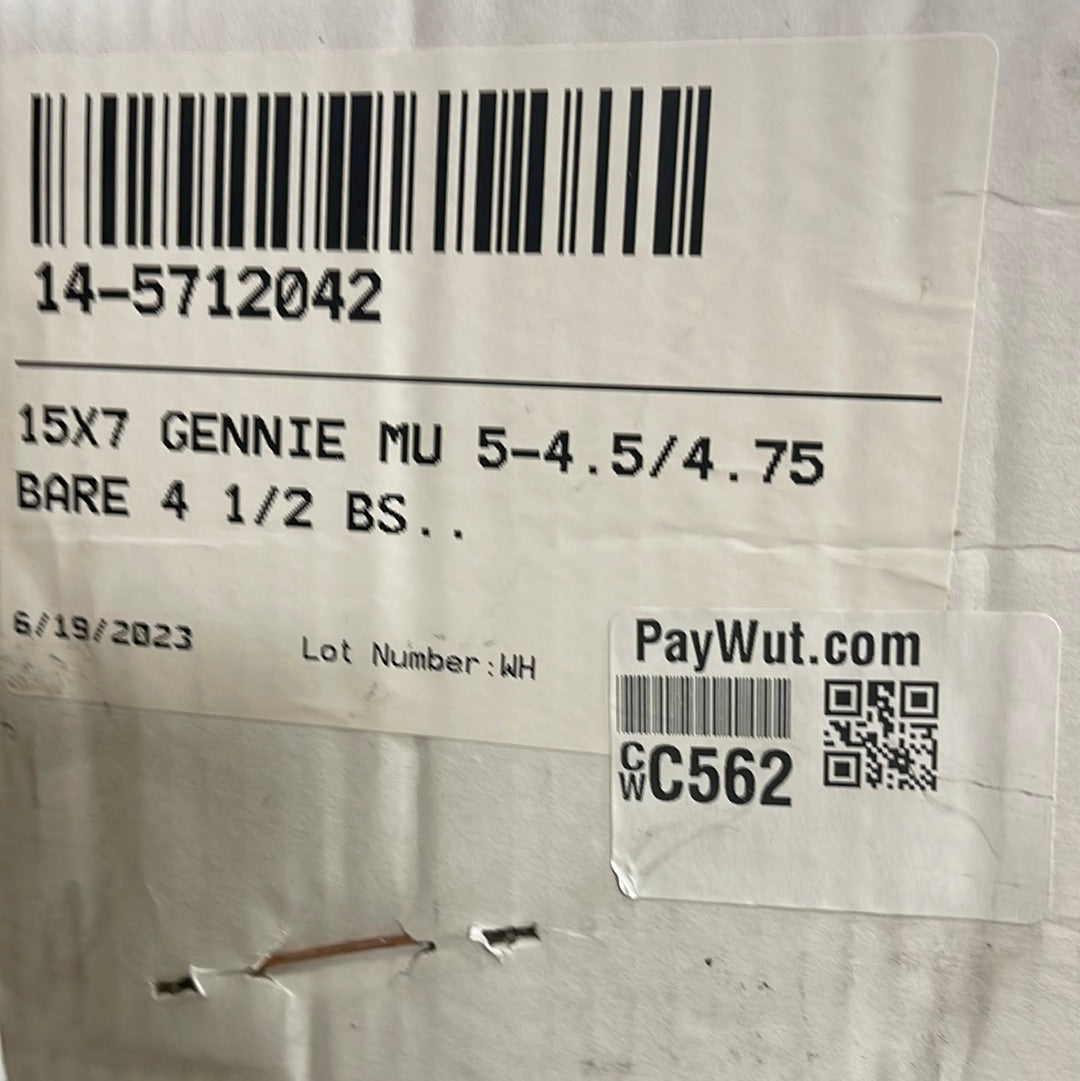 14-5712042
15X7 GENNIE MU 5-4.5/4.75
BARE 4 1/2 BS..
6/19/2023 Lot Number:WH
PayWut.com
CW C562